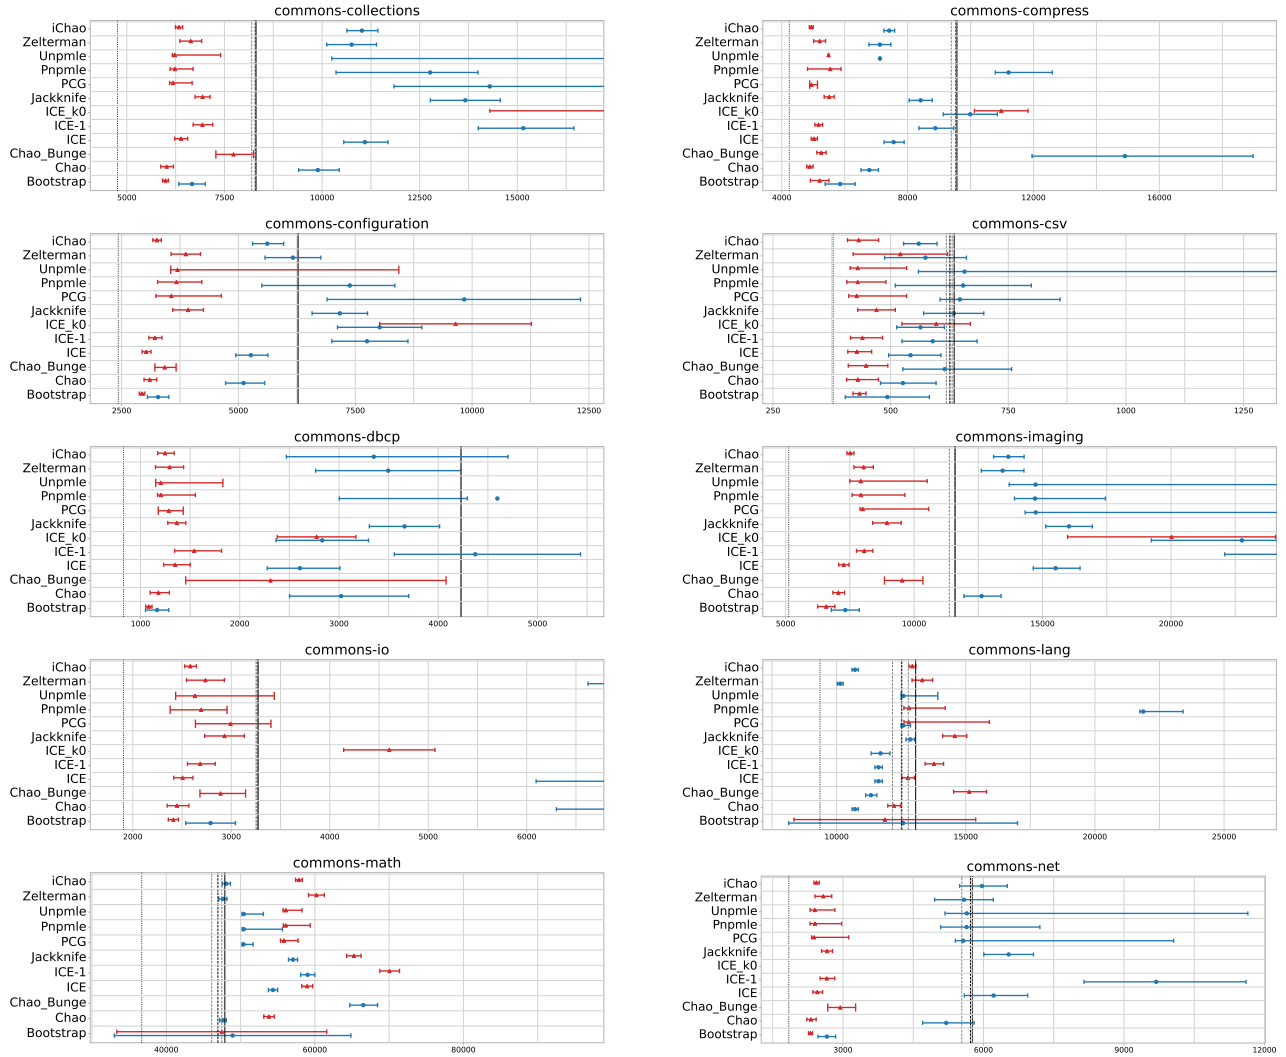 commons-collections
iChao
Zelterman
Unpmle
Pnpmle
PCG
Jackknife
ICE_k0
ICE-1
ICE
Chao_Bunge
Chao
Bootstrap
5000 7500 10000 12500 15000
commons-compress
iChao
Zelterman
Unpmle
Pnpmle
PCG
Jackknife
ICE_k0
ICE-1
ICE
Chao_Bunge
Chao
Bootstrap
4000 8000 12000 16000
commons-configuration
iChao
Zelterman
Unpmle
Pnpmle
PCG
Jackknife
ICE_k0
ICE-1
ICE
Chao_Bunge
Chao
Bootstrap
2500 5000 7500 10000 12500
commons-csv
iChao
Zelterman
Unpmle
Pnpmle
PCG
Jackknife
ICE_k0
ICE-1
ICE
Chao_Bunge
Chao
Bootstrap
250 500 750 1000 1250
commons-dbcp
iChao
Zelterman
Unpmle
Pnpmle
PCG
Jackknife
ICE_k0
ICE-1
ICE
Chao_Bunge
Chao
Bootstrap
1000 2000 3000 4000 5000
commons-imaging
iChao
Zelterman
Unpmle
Pnpmle
PCG
Jackknife
ICE_k0
ICE-1
ICE
Chao_Bunge
Chao
Bootstrap
5000 10000 15000 20000
commons-io
iChao
Zelterman
Unpmle
Pnpmle
PCG
Jackknife
ICE_k0
ICE-1
ICE
Chao_Bunge
Chao
Bootstrap
2000 3000 4000 5000 6000
commons-lang
iChao
Zelterman
Unpmle
Pnpmle
PCG
Jackknife
ICE_k0
ICE-1
ICE
Chao_Bunge
Chao
Bootstrap
10000 15000 20000 25000
commons-math
iChao
Zelterman
Unpmle
Pnpmle
PCG
Jackknife
ICE-1
ICE
Chao_Bunge
Chao
Bootstrap
40000 60000 80000
commons-net
iChao
Zelterman
Unpmle
Pnpmle
PCG
Jackknife
ICE_k0
ICE-1
ICE
Chao_Bunge
Chao
Bootstrap
3000 6000 9000 12000